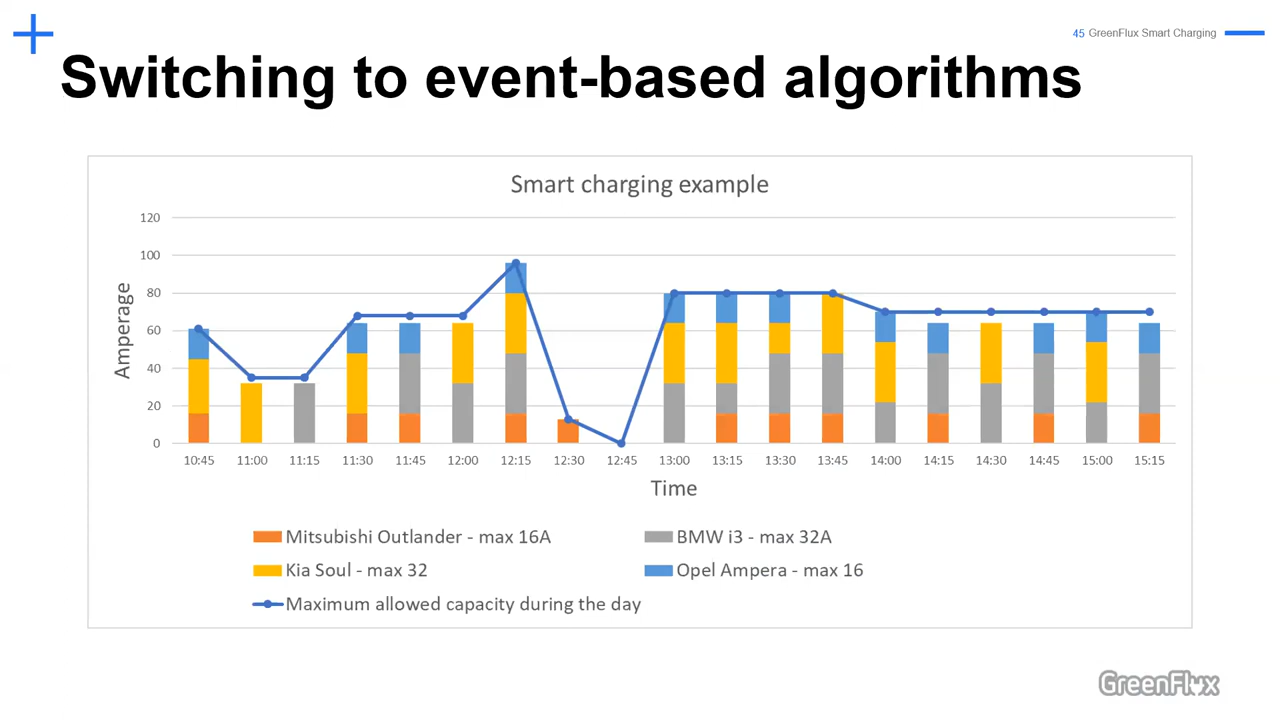 45 GreenFlux Smart Charging
Switching to event-based algorithms
Smart charging example
120
100
80
60
40
20
0
Amperage
10:45 11:00 11:15 11:30 11:45 12:00 12:15 12:30 12:45 13:00 13:15 13:30 13:45 14:00 14:15 14:30 14:45 15:00 15:15
Time
Mitsubishi Outlander - max 16A
BMW i3 - max 32A
Kia Soul - max 32
Opel Ampera - max 16
Maximum allowed capacity during the day
GreenFlux